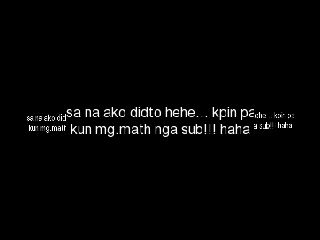 sa na ako didto hehe... kpin pa
kun mg.math nga sub!!! haha